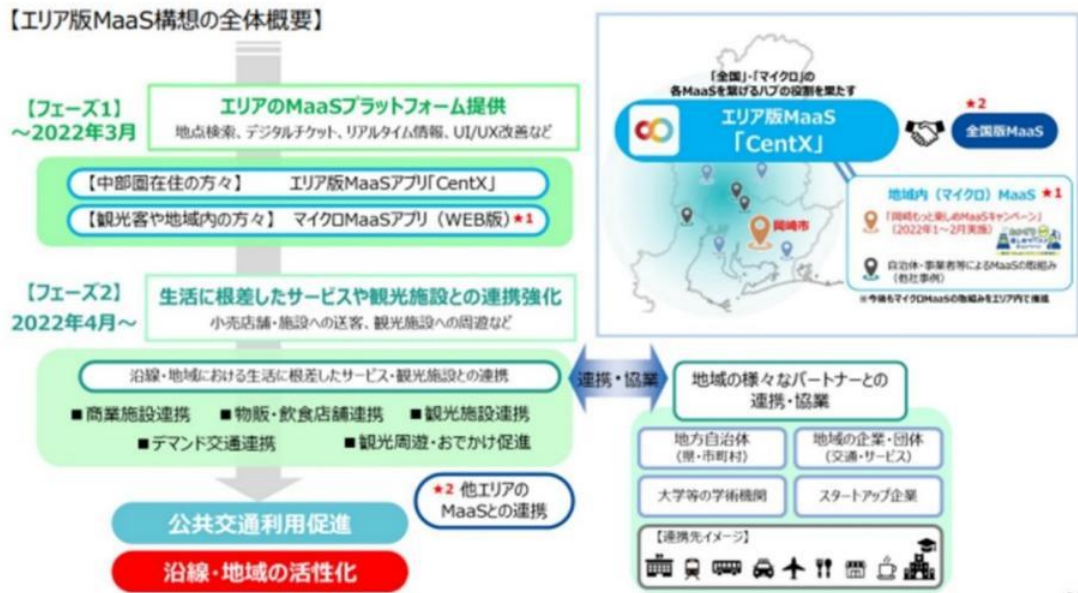 【エリア版MaaS構想の全体概要】
【フェーズ1】
～2022年3月
エリアのMaaSプラットフォーム提供
地点検索、デジタルチケット、リアルタイム情報、UI/UX改善など
【中部圏在住の方々】 エリア版MaaSアプリ「CentX」
【観光客や地域内の方々】 マイクロMaaSアプリ（WEB版）★1
【フェーズ2】
2022年4月～
生活に根差したサービスや観光施設との連携強化
小売店舗・施設への送客、観光施設への周遊など
沿線・地域における生活に根差したサービス・観光施設との連携
■商業施設連携 ■物販・飲食店舗連携 ■観光施設連携
■デマンド交通連携 ■観光周遊・おでかけ促進
★2 他エリアの
MaaSとの連携
公共交通利用促進
沿線・地域の活性化
「全国」・「マイクロ」の
各MaaSを繋げるハブの役割を果たす
エリア版MaaS
「CentX」
★2
全国版MaaS
岡崎市
地域内（マイクロ）MaaS ★1
「岡崎もっと楽しめMaaSキャンペーン」
（2022年1～2月実施）
自治体・事業者等によるMaaSの取組み
（他社事例）
※今後もマイクロMaaSの取組みをエリア内で推進
連携・協業
地域の様々なパートナーとの
連携・協業
地方自治体
（県・市町村）
地域の企業・団体
（交通・サービス）
大学等の学術機関
スタートアップ企業
【連携先イメージ】